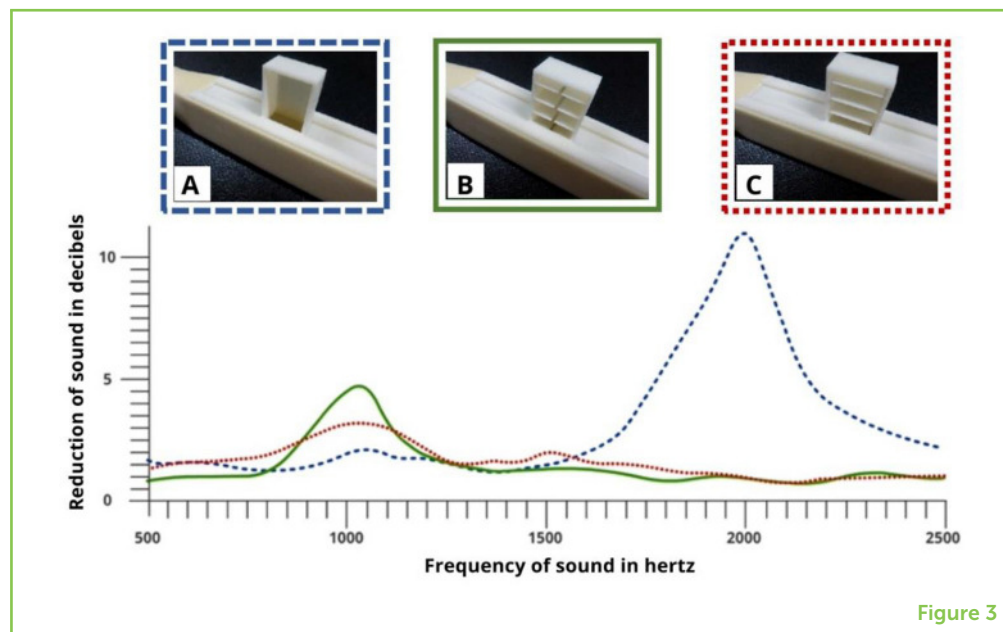 A
B
C
Reduction of sound in decibels
10
5
0
500 1000 1500 2000 2500
Frequency of sound in hertz
Figure 3